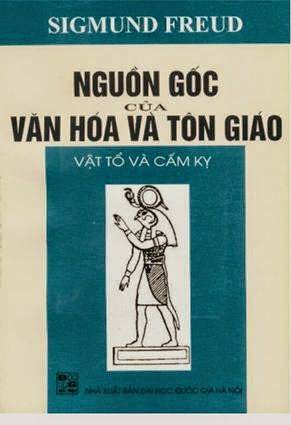 SIGMUND FREUD
NGUỒN GỐC
CỦA
VĂN HÓA VÀ TÔN GIÁO
VẬT TỔ VÀ CẤM KỴ
NHÀ XUẤT BẢN ĐẠI HỌC QUỐC GIA HÀ NỘI